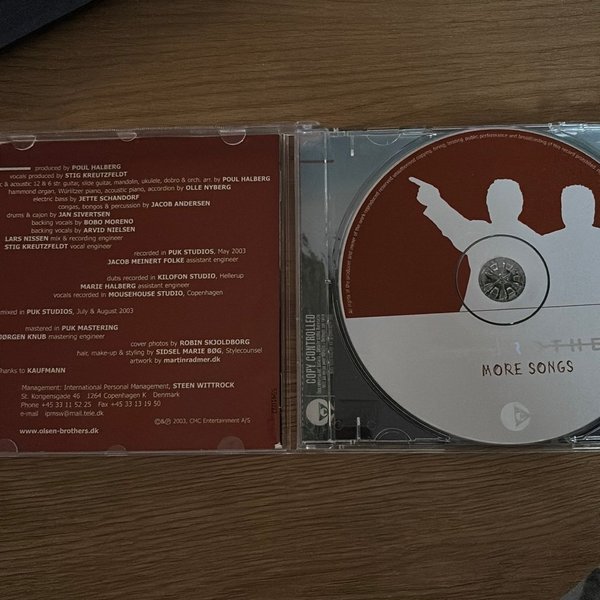 produced by POUL HALBERG
vocals produced by STIG KREUTZFELDT
& acoustic 12 & 6 str. guitar, slide guitar, mandolin, ukulele, dobro & orch. arr. by POUL HALBERG
hammond organ, Würlitzer piano, acoustic piano, accordion by OLLE NYBERG
electric bass by JETTE SCHANDORF
congas, tongos & percussion by JACOB ANDERSEN
drums & cajon by JAN SIVERTSEN
backing vocals by BOBO MORENO
backing vocals by ARVID NIELSEN
LARS NISSEN mix & recording engineer
STIG KREUTZFELDT vocal engineer
recorded in PUK STUDIOS, May 2003
JACOB MEINERT FOLKE assistant engineer
dubs recorded in KILOFON STUDIO, Hellerup
MARIE HALBERG assistant engineer
vocals recorded in MOUSEHOUSE STUDIO, Copenhagen
mixed in PUK STUDIOS, July & August 2003
mastered in PUK MASTERING
JØRGEN KNUB mastering engineer
cover photos by ROBIN SKJOLDBORG
hair, make-up & styling by SIDSEL MARIE BØG, Stylecounsel
artwork by martinradmer.dk
thanks to KAUFMANN
Management: International Personal Management, STEEN WITTROCK
St. Kongensgade 46 1264 Copenhagen K Denmark
Phone +45 33 11 52 25 Fax +45 33 13 19 50
e-mail iprmsw@mail.tele.dk
©&℗ 2003, CMC Entertainment A/S
www.olsen-brothers.dk
COPY CONTROLLED
ROTHE
MORE SONGS